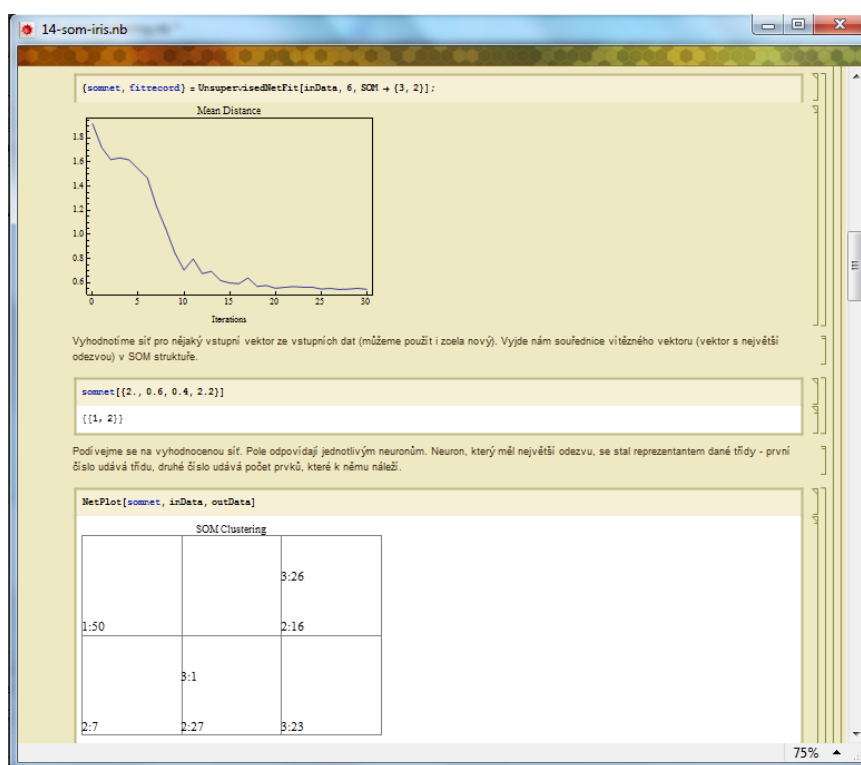 14-som-iris.nb
{somnet, fitrecord} = UnsupervisedNetFit[inData, 6, SOM → {3, 2}];
Mean Distance
1.8
1.6
1.4
1.2
1.0
0.8
0.6
0 5 10 15 20 25 30
Iterations
Vyhodnotíme síť pro nějaký vstupní vektor ze vstupních dat (můžeme použít i zcela nový). Vyjde nám souřednice vítězného vektoru (vektor s největší
odezvou) v SOM struktuře.
somnet[{2., 0.6, 0.4, 2.2}]
{{1, 2}}
Podívejme se na vyhodnocenou síť. Pole odpovídají jednotlivým neuronům. Neuron, který měl největší odezvu, se stal reprezentantem dané třídy - první
číslo udává třídu, druhé číslo udává počet prvků, které k němu náleží.
NetPlot[somnet, inData, outData]
SOM Clustering
3:26
1:50 2:16
3:1
2:7 2:27 3:23
75%